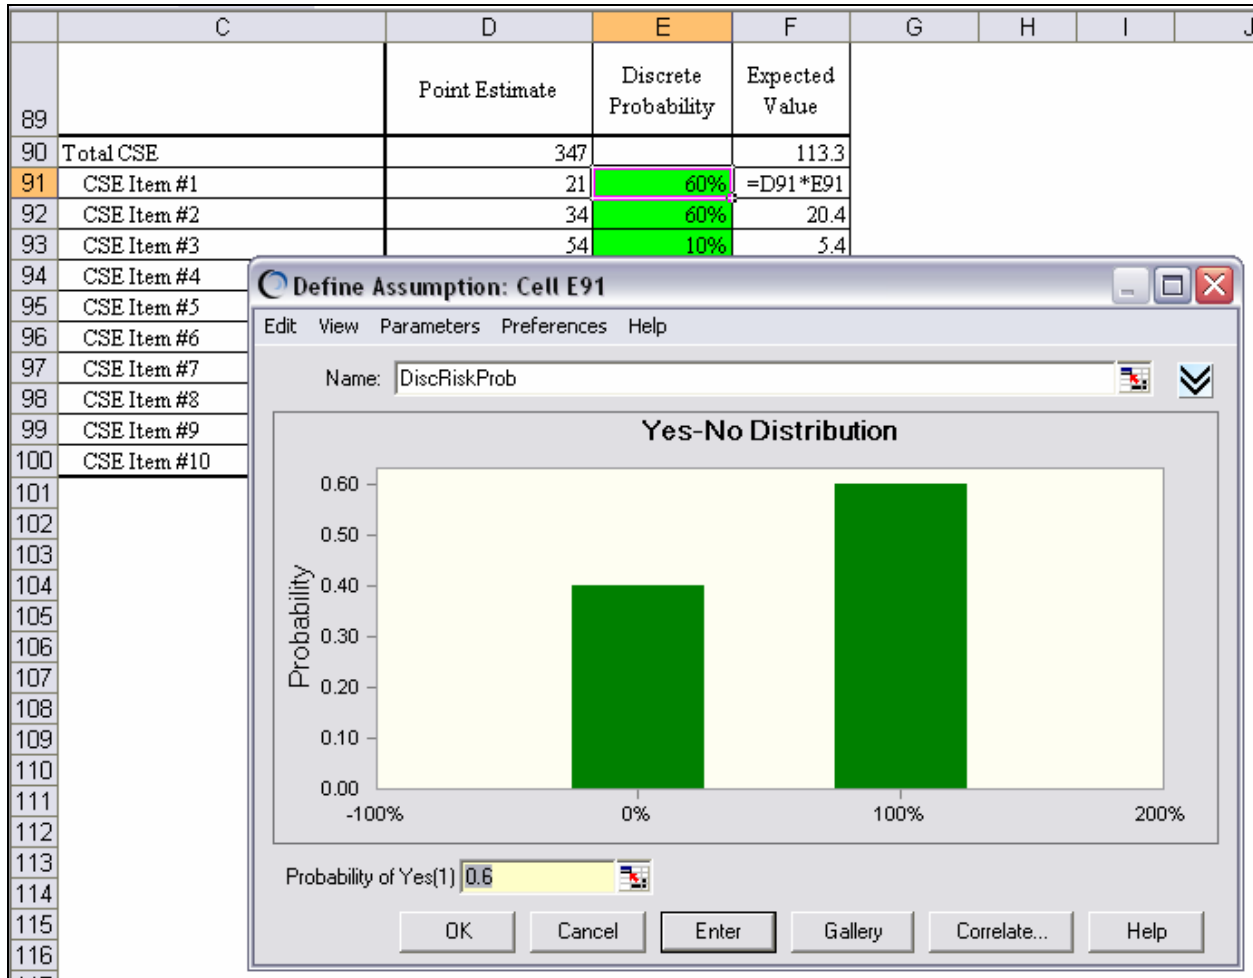 C D E F G H I J
89 Point Estimate Discrete Probability Expected Value
90 Total CSE 347 113.3
91 CSE Item #1 21 60% =D91*E91
92 CSE Item #2 34 60% 20.4
93 CSE Item #3 54 10% 5.4
94 CSE Item #4
95 CSE Item #5
96 CSE Item #6
97 CSE Item #7
98 CSE Item #8
99 CSE Item #9
100 CSE Item #10
101
102
103
104
105
106
107
108
109
110
111
112
113
114
115
116
Define Assumption: Cell E91
Edit View Parameters Preferences Help
Name: DiscRiskProb
Yes-No Distribution
Probability
0.60
0.50
0.40
0.30
0.20
0.10
0.00
-100% 0% 100% 200%
Probability of Yes(1) 0.6
OK Cancel Enter Gallery Correlate... Help